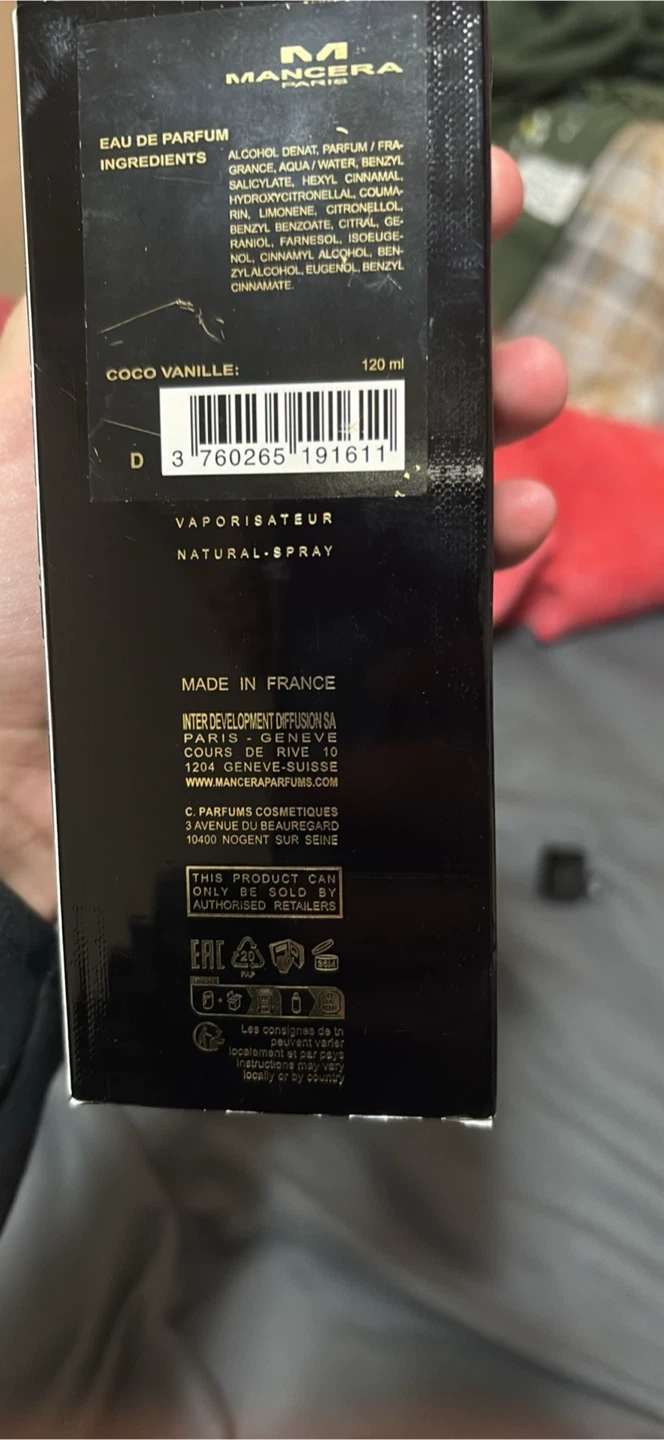 MANCERA
PARIS
EAU DE PARFUM
INGREDIENTS
ALCOHOL DENAT, PARFUM / FRA-
GRANCE, AQUA / WATER, BENZYL
SALICYLATE, HEXYL CINNAMAL,
HYDROXYCITRONELLAL, COUMA-
RIN, LIMONENE, CITRONELLOL,
BENZYL BENZOATE, CITRAL, GE-
RANIOL, FARNESOL, ISOEUGE-
NOL, CINNAMYL ALCOHOL, BEN-
ZYL ALCOHOL, EUGENOL, BENZYL
CINNAMATE.
COCO VANILLE: 120 ml
D 3 760265 191611
VAPORISATEUR
NATURAL-SPRAY
MADE IN FRANCE
INTER DEVELOPMENT DIFFUSION SA
PARIS - GENEVE
COURS DE RIVE 10
1204 GENEVE-SUISSE
WWW.MANCERAPARFUMS.COM
C. PARFUMS COSMETIQUES
3 AVENUE DU BEAUREGARD
10400 NOGENT SUR SEINE
THIS PRODUCT CAN
ONLY BE SOLD BY
AUTHORISED RETAILERS
EAC 20 36M
PAP
Les consignes de tri
peuvent varier
localement et par pays
Instructions may vary
locally or by country